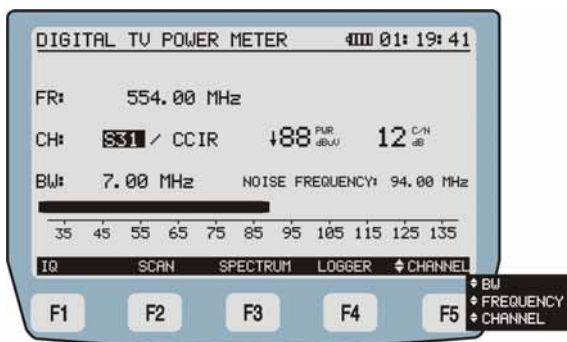 DIGITAL TV POWER METER 01:19:41
FR: 554.00 MHz
CH: S31 / CCIR ↓88 PWR dBuV 12 C/N dB
BW: 7.00 MHz NOISE FREQUENCY: 94.00 MHz
35 45 55 65 75 85 95 105 115 125 135
IQ SCAN SPECTRUM LOGGER CHANNEL
BW
FREQUENCY
CHANNEL
F1 F2 F3 F4 F5